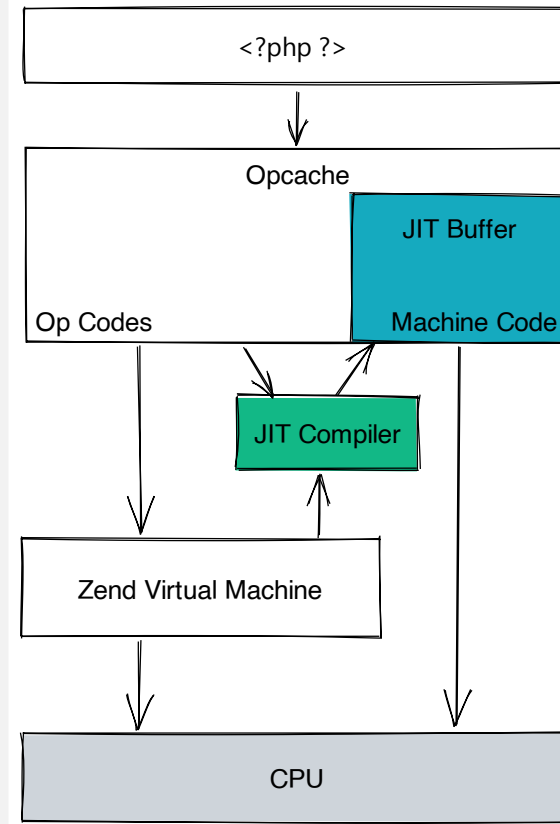 <?php ?>
Opcache
JIT Buffer
Op Codes
Machine Code
JIT Compiler
Zend Virtual Machine
CPU